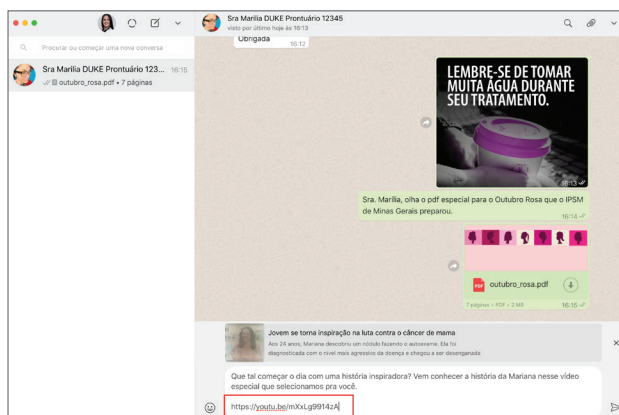 Sra Marilia DUKE Prontuário 12345
visto por último hoje às 16:13
Procurar ou começar uma nova conversa
Sra Marilia DUKE Prontuário 123... 16:15
outubro_rosa.pdf • 7 páginas
Obrigada
16:12
LEMBRE-SE DE TOMAR
MUITA ÁGUA DURANTE
SEU TRATAMENTO.
16:13
Sra. Marília, olha o pdf especial para o Outubro Rosa que o IPSM
de Minas Gerais preparou.
16:14
PDF outubro_rosa.pdf
7 páginas • PDF • 2 MB 16:15
Jovem se torna inspiração na luta contra o câncer de mama
Aos 24 anos, Mariana descobriu um nódulo fazendo o autoexame. Ela foi
diagnosticada com o nível mais agressivo da doença e chegou a ser desenganada
Que tal começar o dia com uma história inspiradora? Vem conhecer a história da Mariana nesse vídeo
especial que selecionamos pra você.
https://youtu.be/mXxLg9914zA